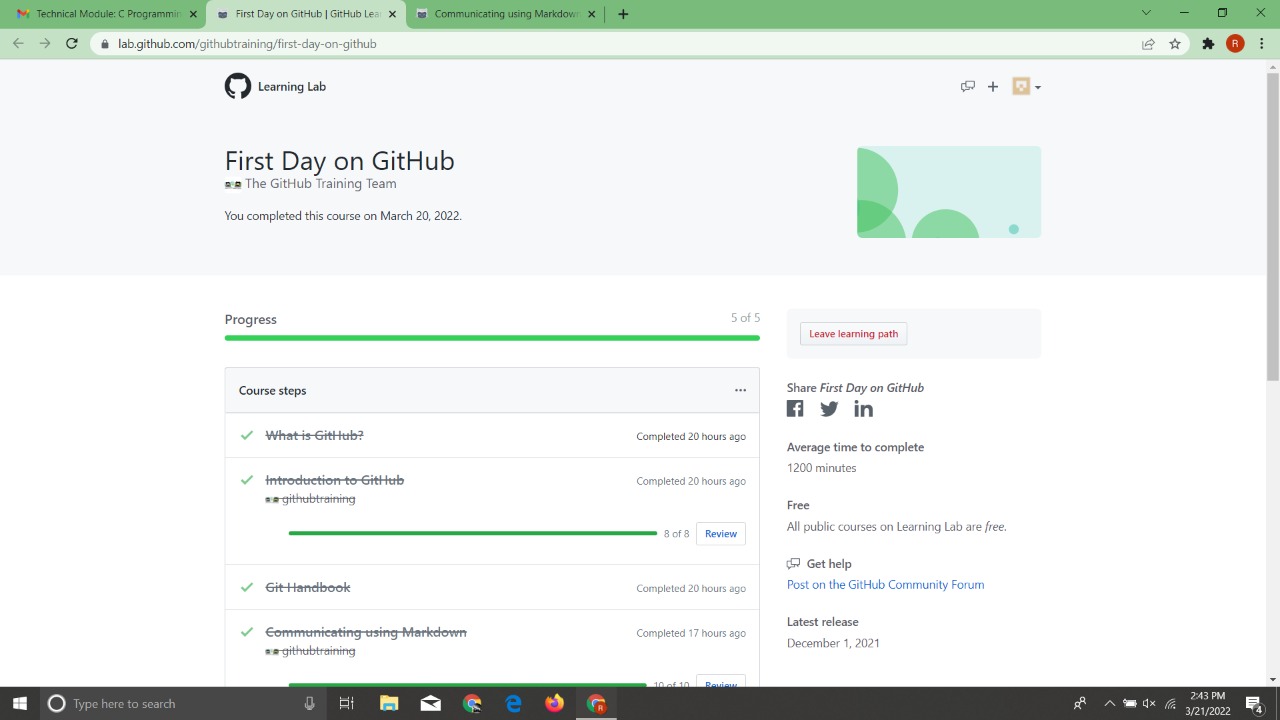 Technical Module: C Programmin
First Day on GitHub | GitHub Lea
Communicating using Markdown
lab.github.com/githubtraining/first-day-on-github
R
Learning Lab
First Day on GitHub
The GitHub Training Team
You completed this course on March 20, 2022.
Progress
5 of 5
Leave learning path
Course steps
Share First Day on GitHub
What is GitHub?
Completed 20 hours ago
Average time to complete
1200 minutes
Introduction to GitHub
Completed 20 hours ago
githubtraining
Free
All public courses on Learning Lab are free.
8 of 8
Review
Get help
Post on the GitHub Community Forum
Git Handbook
Completed 20 hours ago
Latest release
December 1, 2021
Communicating using Markdown
Completed 17 hours ago
githubtraining
10 of 10
Review
Type here to search
R
2:43 PM
3/21/2022
4